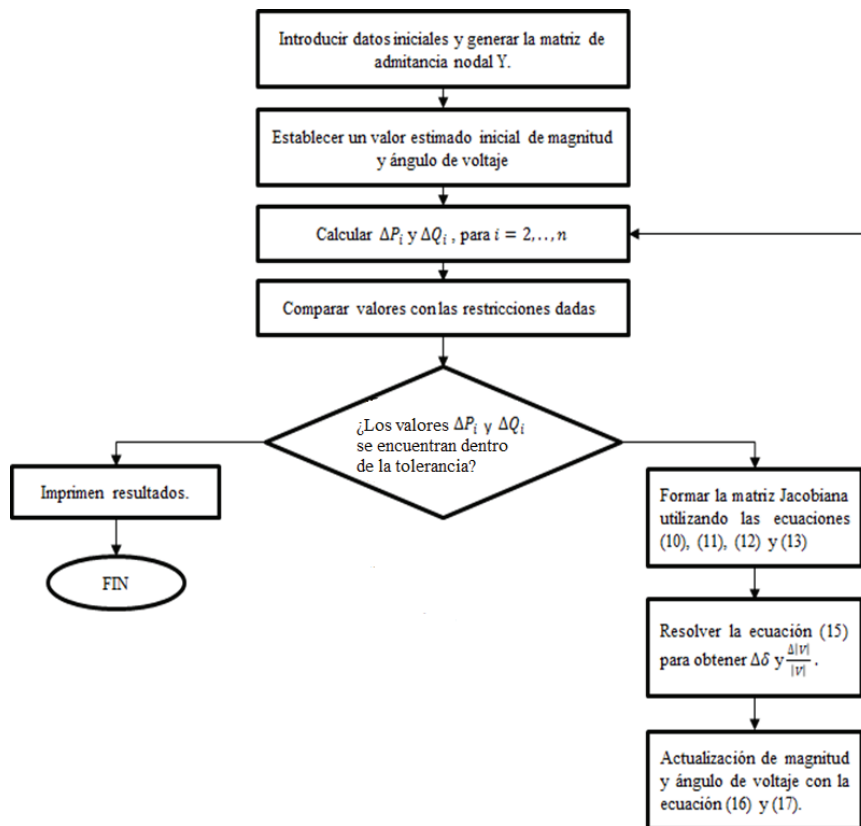 Introducir datos iniciales y generar la matriz de
admitancia nodal Y.
Establecer un valor estimado inicial de magnitud
y ángulo de voltaje
Calcular ΔP_i y ΔQ_i , para i = 2,..,n
Comparar valores con las restricciones dadas
¿Los valores ΔP_i y ΔQ_i
se encuentran dentro
de la tolerancia?
Imprimen resultados.
FIN
Formar la matriz Jacobiana
utilizando las ecuaciones
(10), (11), (12) y (13)
Resolver la ecuación (15)
para obtener Δδ y Δ|V|/|V| .
Actualización de magnitud
y ángulo de voltaje con la
ecuación (16) y (17).